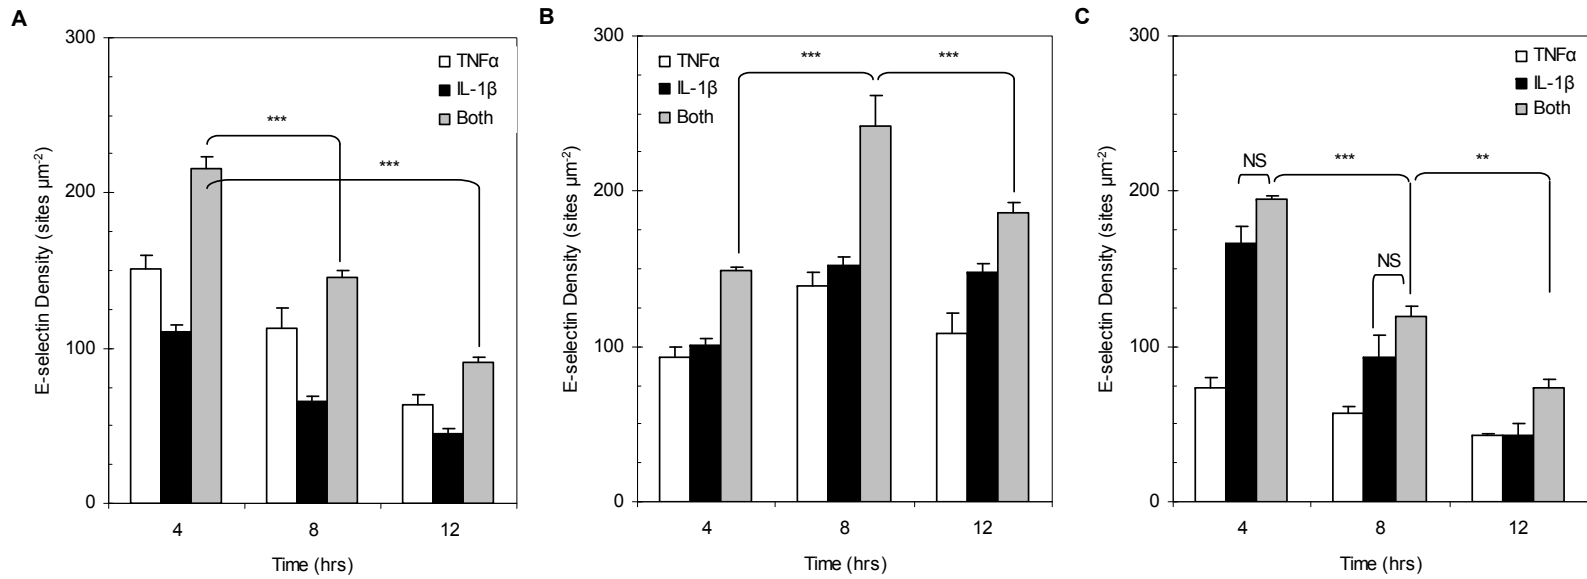 A
E-selectin Density (sites µm⁻²)
300
200
100
0
TNFα
IL-1β
Both
***
***
4 8 12
Time (hrs)
B
E-selectin Density (sites µm⁻²)
300
200
100
0
TNFα
IL-1β
Both
*** ***
4 8 12
Time (hrs)
C
E-selectin Density (sites µm⁻²)
300
200
100
0
TNFα
IL-1β
Both
NS *** **
NS
4 8 12
Time (hrs)